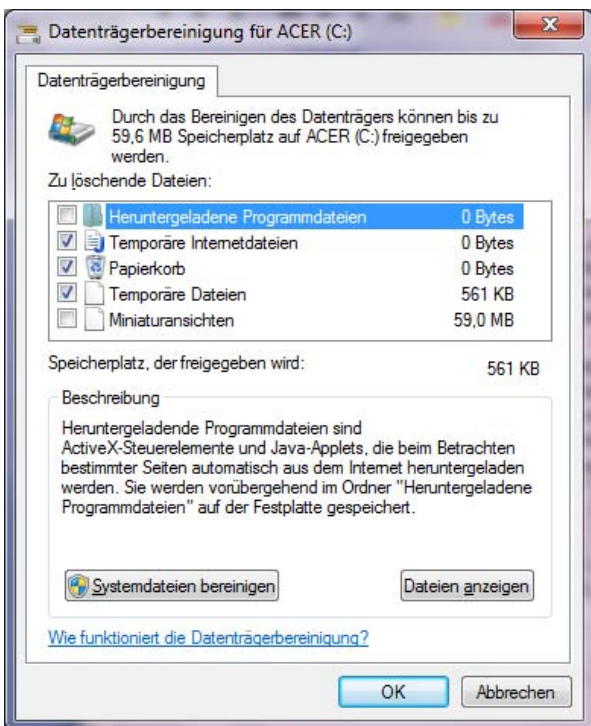 Datenträgerbereinigung für ACER (C:)
Datenträgerbereinigung
Durch das Bereinigen des Datenträgers können bis zu
59,6 MB Speicherplatz auf ACER (C:) freigegeben
werden.
Zu löschende Dateien:
Heruntergeladene Programmdateien 0 Bytes
Temporäre Internetdateien 0 Bytes
Papierkorb 0 Bytes
Temporäre Dateien 561 KB
Miniaturansichten 59,0 MB
Speicherplatz, der freigegeben wird: 561 KB
Beschreibung
Heruntergeladende Programmdateien sind
ActiveX-Steuerelemente und Java-Applets, die beim Betrachten
bestimmter Seiten automatisch aus dem Internet heruntergeladen
werden. Sie werden vorübergehend im Ordner "Heruntergeladene
Programmdateien" auf der Festplatte gespeichert.
Systemdateien bereinigen Dateien anzeigen
Wie funktioniert die Datenträgerbereinigung?
OK Abbrechen